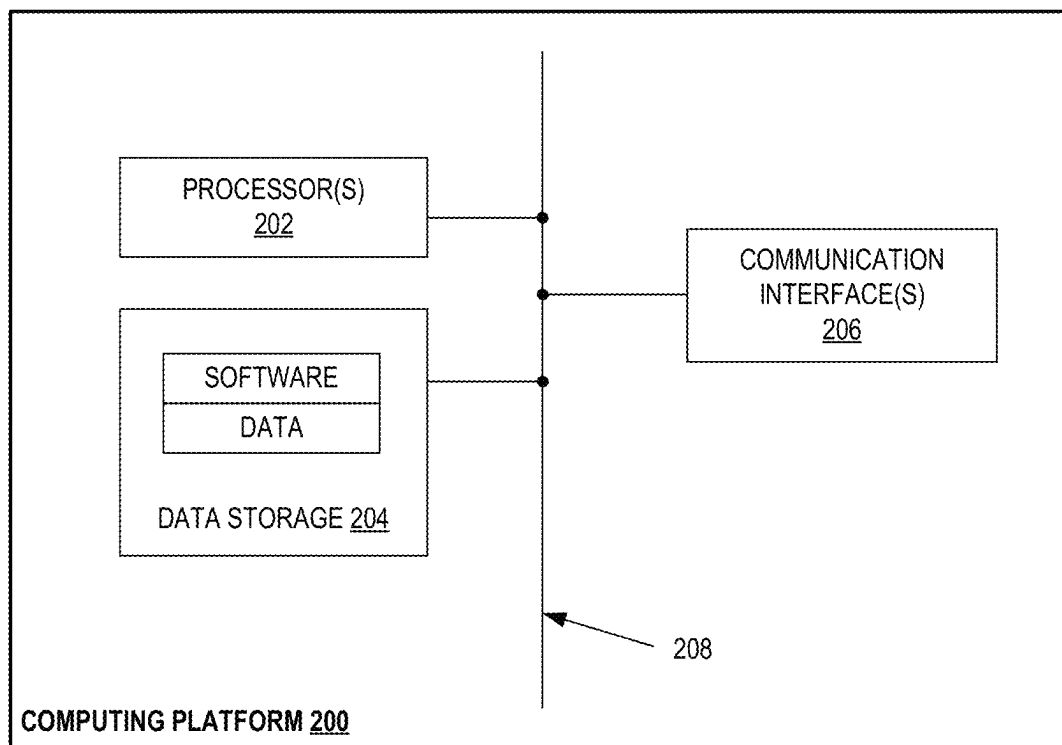 PROCESSOR(S)
202
COMMUNICATION
INTERFACE(S)
206
SOFTWARE
DATA
DATA STORAGE 204
208
COMPUTING PLATFORM 200